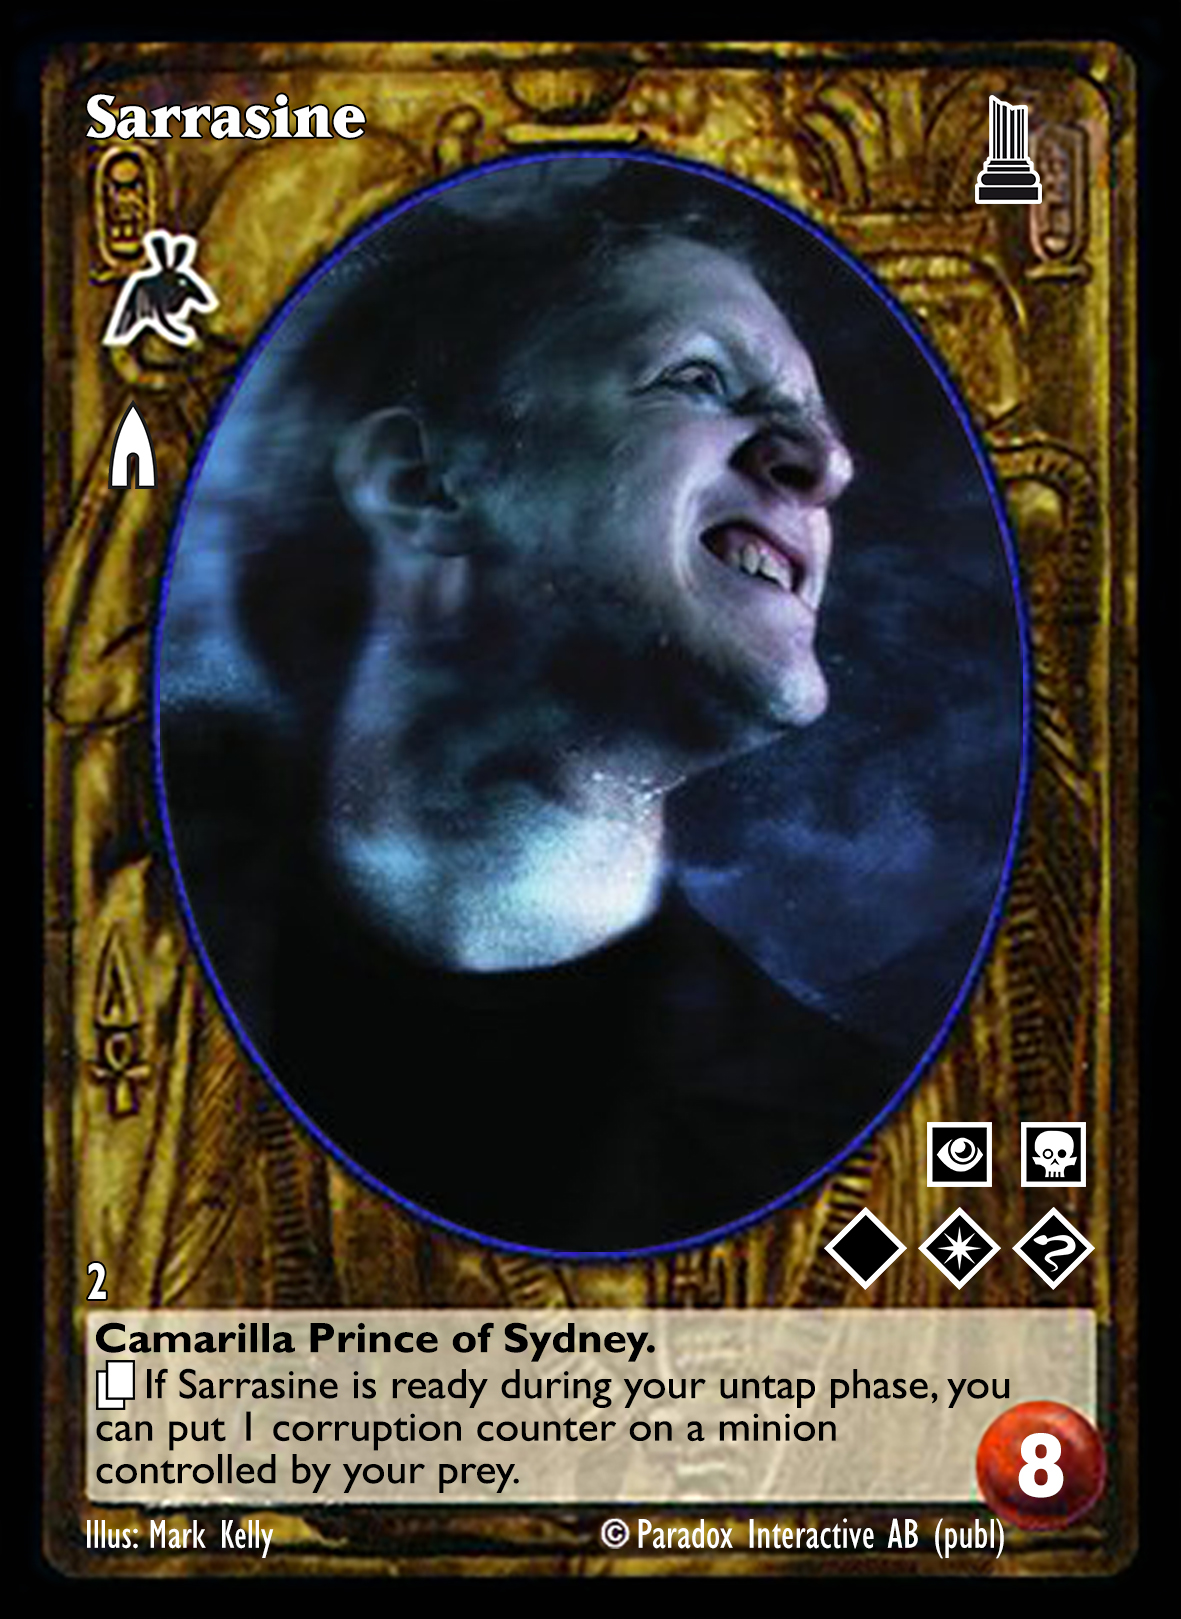 Sarrasine
2
Camarilla Prince of Sydney.
If Sarrasine is ready during your untap phase, you
can put 1 corruption counter on a minion
controlled by your prey.
8
Illus: Mark Kelly © Paradox Interactive AB (publ)